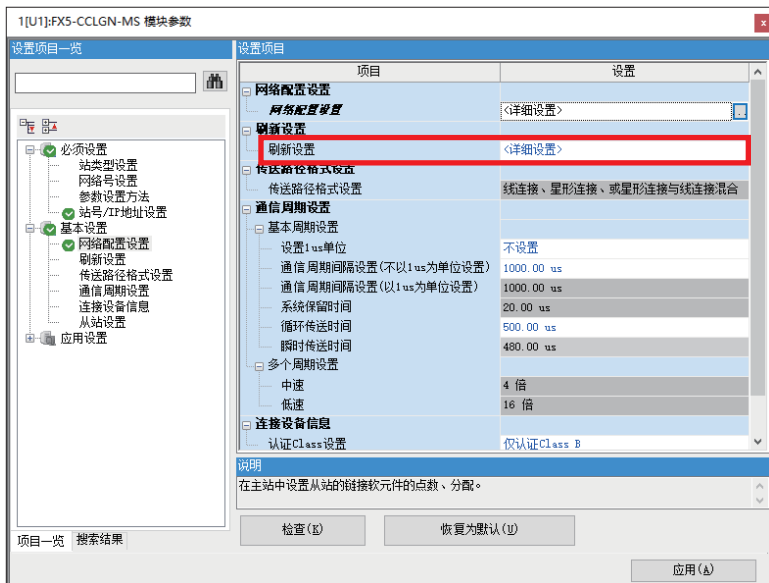 1[U1]:FX5-CCLGN-MS 模块参数
x
设置项目一览
设置项目
项目 设置
网络配置设置
网络配置设置 <详细设置>
刷新设置
刷新设置 <详细设置>
传送路径格式设置
传送路径格式设置 线连接、星形连接、或星形连接与线连接混合
通信周期设置
基本周期设置
设置1us单位 不设置
通信周期间隔设置(不以1us为单位设置) 1000.00 us
通信周期间隔设置(以1us为单位设置) 1000.00 us
系统保留时间 20.00 us
循环传送时间 500.00 us
瞬时传送时间 480.00 us
多个周期设置
中速 4 倍
低速 16 倍
连接设备信息
认证Class设置 仅认证Class B
必须设置
站类型设置
网络号设置
参数设置方法
站号/IP地址设置
基本设置
网络配置设置
刷新设置
传送路径格式设置
通信周期设置
连接设备信息
从站设置
应用设置
项目一览 搜索结果
说明
在主站中设置从站的链接软元件的点数、分配。
检查(K) 恢复为默认(U)
应用(A)